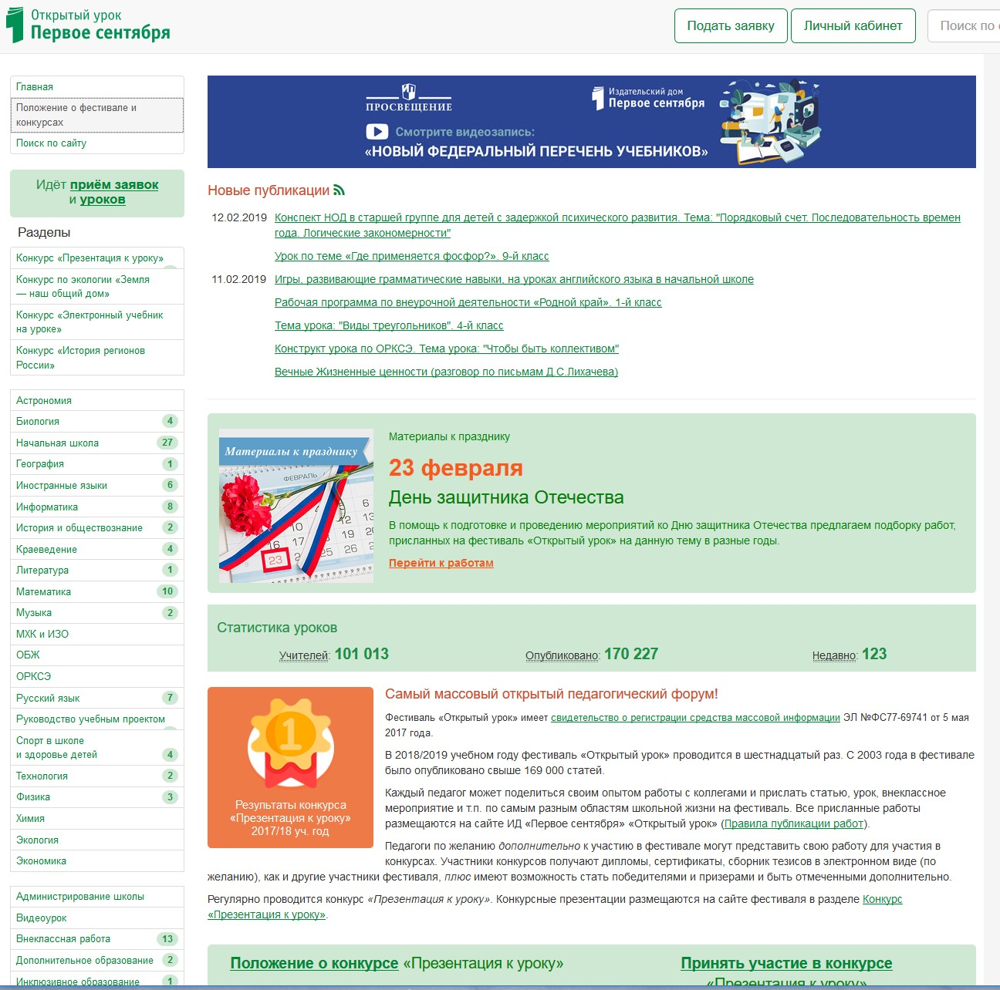 Открытый урок
Первое сентября
Подать заявку
Личный кабинет
Поиск по
Главная
Положение о фестивале и
конкурсах
Поиск по сайту
Идёт приём заявок
и уроков
Разделы
Конкурс «Презентация к уроку»
Конкурс по экологии «Земля
— наш общий дом»
Конкурс «Электронный учебник
на уроке»
Конкурс «История регионов
России»
Астрономия
Биология 4
Начальная школа 27
География 1
Иностранные языки 6
Информатика 8
История и обществознание 2
Краеведение 4
Литература 1
Математика 10
Музыка 2
МХК и ИЗО
ОБЖ
ОРКСЭ
Русский язык 7
Руководство учебным проектом
Спорт в школе
и здоровье детей 4
Технология 2
Физика 3
Химия
Экология
Экономика
Администрирование школы
Видеоурок
Внеклассная работа 13
Дополнительное образование 2
Инклюзивное образование 1
ПРОСВЕЩЕНИЕ
Издательский дом
Первое сентября
Смотрите видеозапись:
«НОВЫЙ ФЕДЕРАЛЬНЫЙ ПЕРЕЧЕНЬ УЧЕБНИКОВ»
Новые публикации
12.02.2019 Конспект НОД в старшей группе для детей с задержкой психического развития. Тема: "Порядковый счет. Последовательность времен
года. Логические закономерности"
Урок по теме «Где применяется фосфор?». 9-й класс
11.02.2019 Игры, развивающие грамматические навыки, на уроках английского языка в начальной школе
Рабочая программа по внеурочной деятельности «Родной край». 1-й класс
Тема урока: "Виды треугольников". 4-й класс
Конструкт урока по ОРКСЭ. Тема урока: "Чтобы быть коллективом"
Вечные Жизненные ценности (разговор по письмам Д.С.Лихачева)
Материалы к празднику
ФЕВРАЛЬ
6
10
13
16
17
20
23
25
26
Материалы к празднику
23 февраля
День защитника Отечества
В помощь к подготовке и проведению мероприятий ко Дню защитника Отечества предлагаем подборку работ,
присланных на фестиваль «Открытый урок» на данную тему в разные годы.
Перейти к работам
Статистика уроков
Учителей: 101 013
Опубликовано: 170 227
Недавно: 123
1
Результаты конкурса
«Презентация к уроку»
2017/18 уч. год
Самый массовый открытый педагогический форум!
Фестиваль «Открытый урок» имеет свидетельство о регистрации средства массовой информации ЭЛ №ФС77-69741 от 5 мая
2017 года.
В 2018/2019 учебном году фестиваль «Открытый урок» проводится в шестнадцатый раз. С 2003 года в фестивале
было опубликовано свыше 169 000 статей.
Каждый педагог может поделиться своим опытом работы с коллегами и прислать статью, урок, внеклассное
мероприятие и т.п. по самым разным областям школьной жизни на фестиваль. Все присланные работы
размещаются на сайте ИД «Первое сентября» «Открытый урок» (Правила публикации работ).
Педагоги по желанию дополнительно к участию в фестивале могут представить свою работу для участия в
конкурсах. Участники конкурсов получают дипломы, сертификаты, сборник тезисов в электронном виде (по
желанию), как и другие участники фестиваля, плюс имеют возможность стать победителями и призерами и быть отмеченными дополнительно.
Регулярно проводится конкурс «Презентация к уроку». Конкурсные презентации размещаются на сайте фестиваля в разделе Конкурс
«Презентация к уроку».
Положение о конкурсе «Презентация к уроку»
Принять участие в конкурсе
«Презентация к уроку»